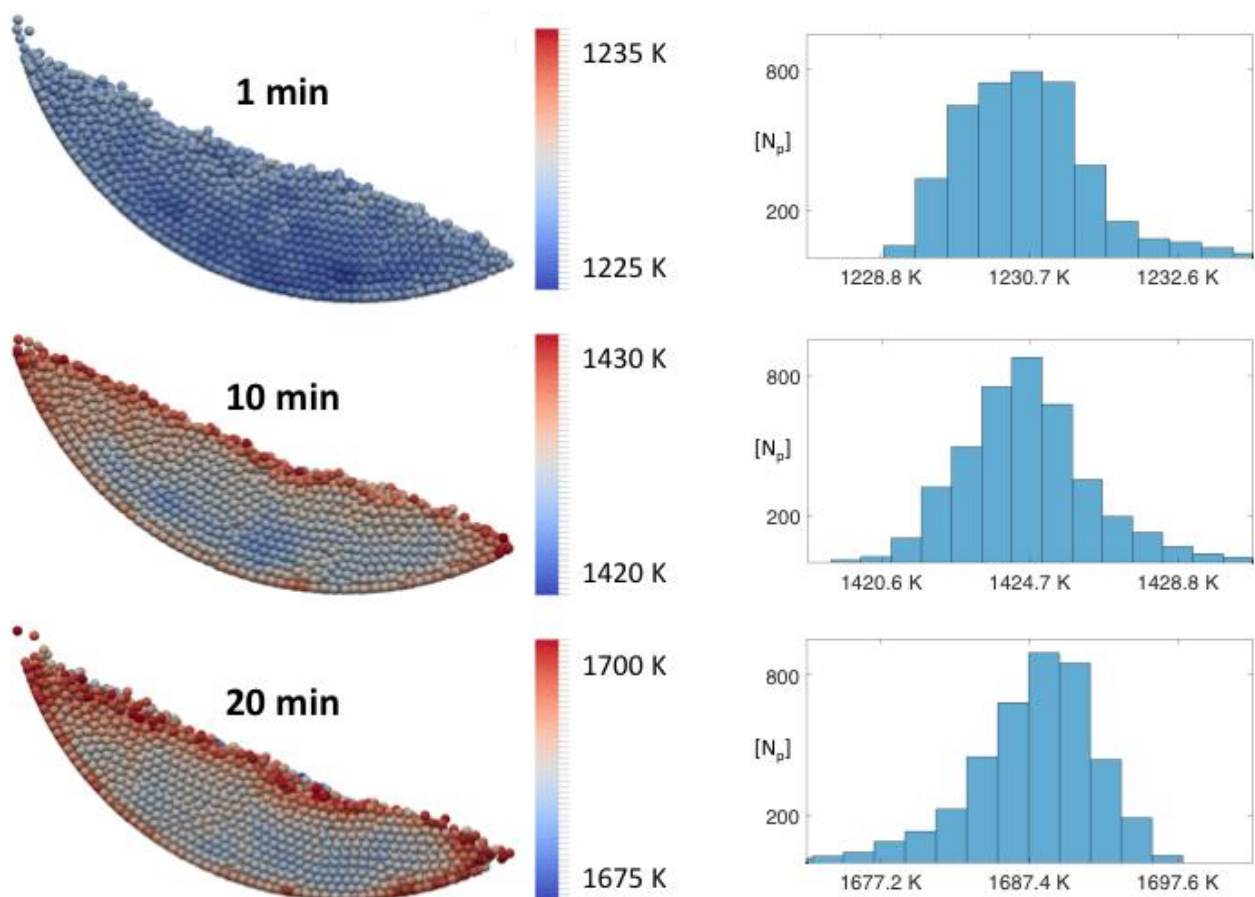 1 min
1235 K
1225 K
800
[Np]
200
1228.8 K 1230.7 K 1232.6 K
10 min
1430 K
1420 K
800
[Np]
200
1420.6 K 1424.7 K 1428.8 K
20 min
1700 K
1675 K
800
[Np]
200
1677.2 K 1687.4 K 1697.6 K